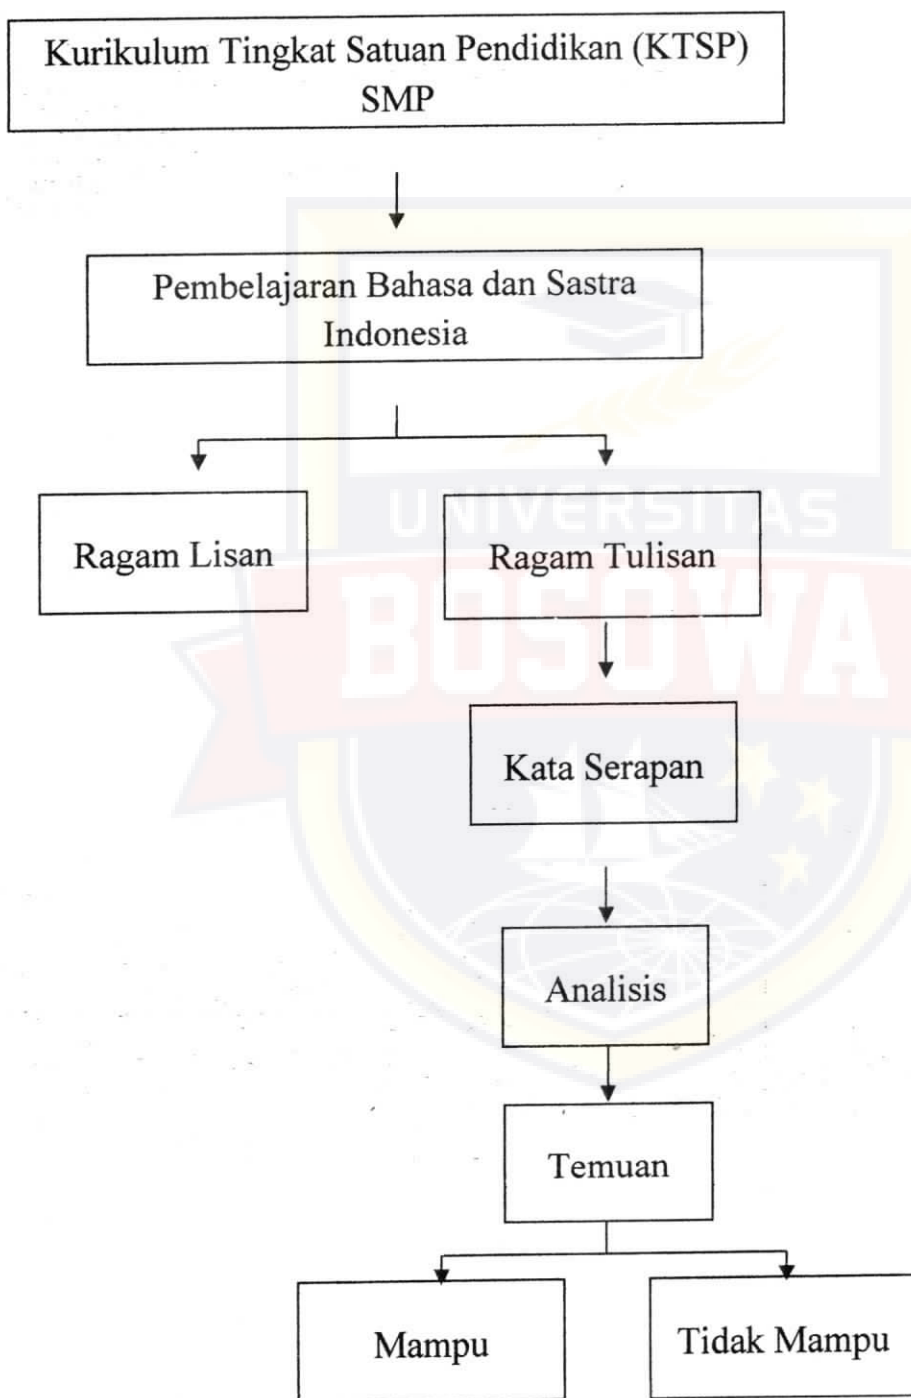 Kurikulum Tingkat Satuan Pendidikan (KTSP)
SMP
Pembelajaran Bahasa dan Sastra
Indonesia
UNIVERSITAS
Ragam Lisan
Ragam Tulisan
BOSOWA
Kata Serapan
Analisis
Temuan
Mampu
Tidak Mampu